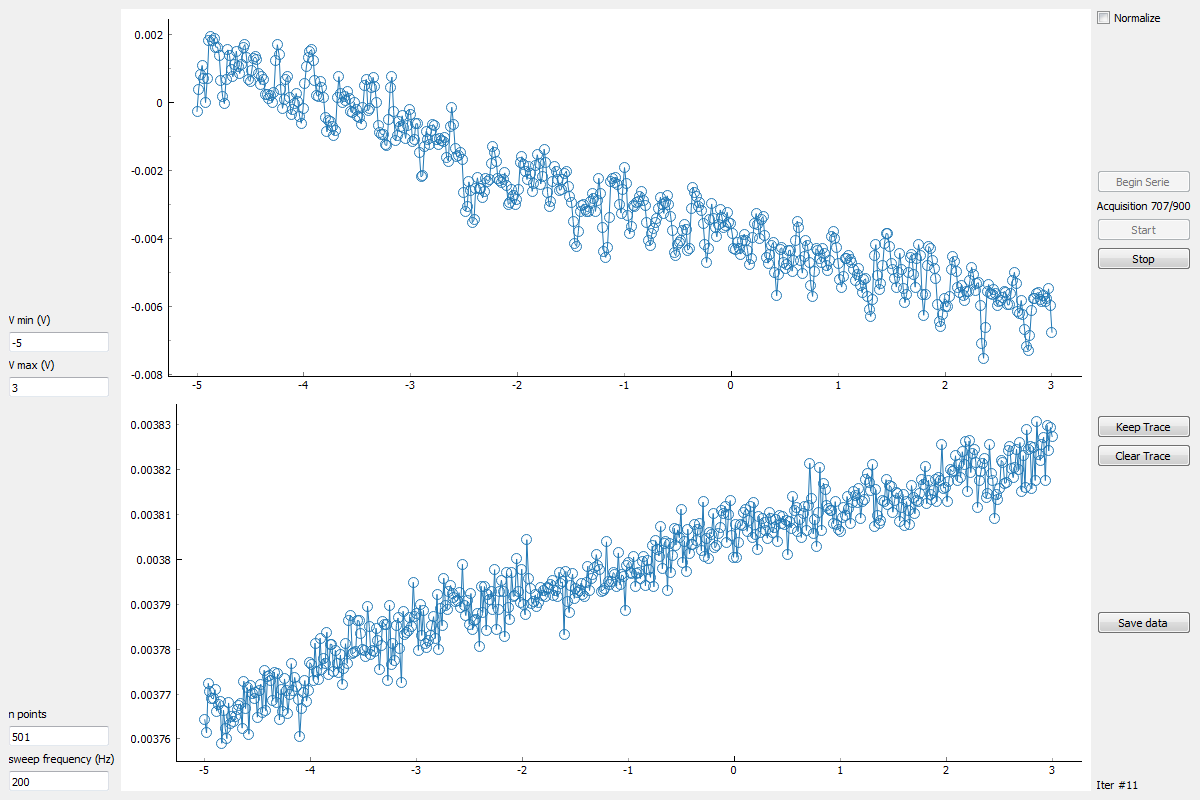 Normalize
0.002
0
-0.002
-0.004
-0.006
-0.008
-5 -4 -3 -2 -1 0 1 2 3
Begin Serie
Acquisition 707/900
Start
Stop
V min (V)
-5
V max (V)
3
0.00383
0.00382
0.00381
0.0038
0.00379
0.00378
0.00377
0.00376
-5 -4 -3 -2 -1 0 1 2 3
Keep Trace
Clear Trace
Save data
n points
501
sweep frequency (Hz)
200
Iter #11